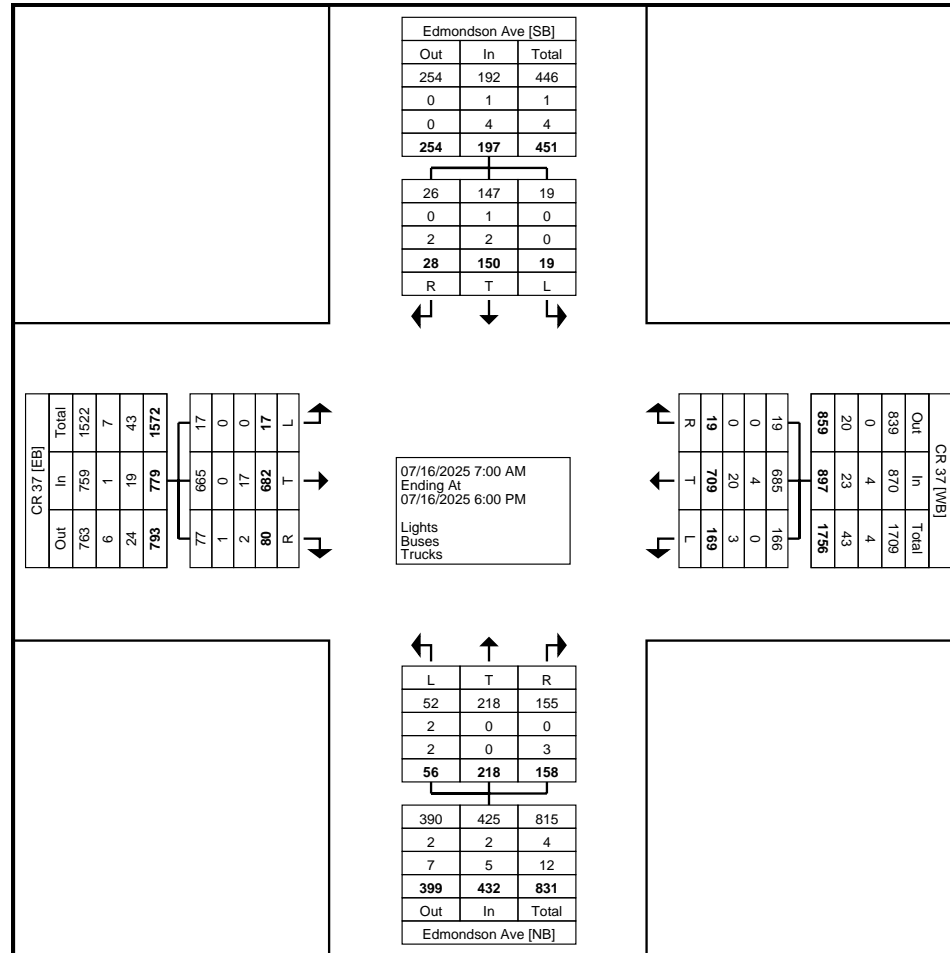 Edmondson Ave [SB]
Out In Total
254 192 446
0 1 1
0 4 4
254 197 451
26 147 19
0 1 0
2 2 0
28 150 19
R T L
CR 37 [EB]
Total In Out
1522 759 763
7 1 6
43 19 24
1572 779 793
17 665 77
0 0 1
0 17 2
17 682 80
L T R
07/16/2025 7:00 AM
Ending At
07/16/2025 6:00 PM
Lights
Buses
Trucks
CR 37 [WB]
Out In Total
839 870 1709
0 4 4
20 23 43
859 897 1756
19 685 166
0 4 0
0 20 3
19 709 169
R T L
L T R
52 218 155
2 0 0
2 0 3
56 218 158
390 425 815
2 2 4
7 5 12
399 432 831
Out In Total
Edmondson Ave [NB]